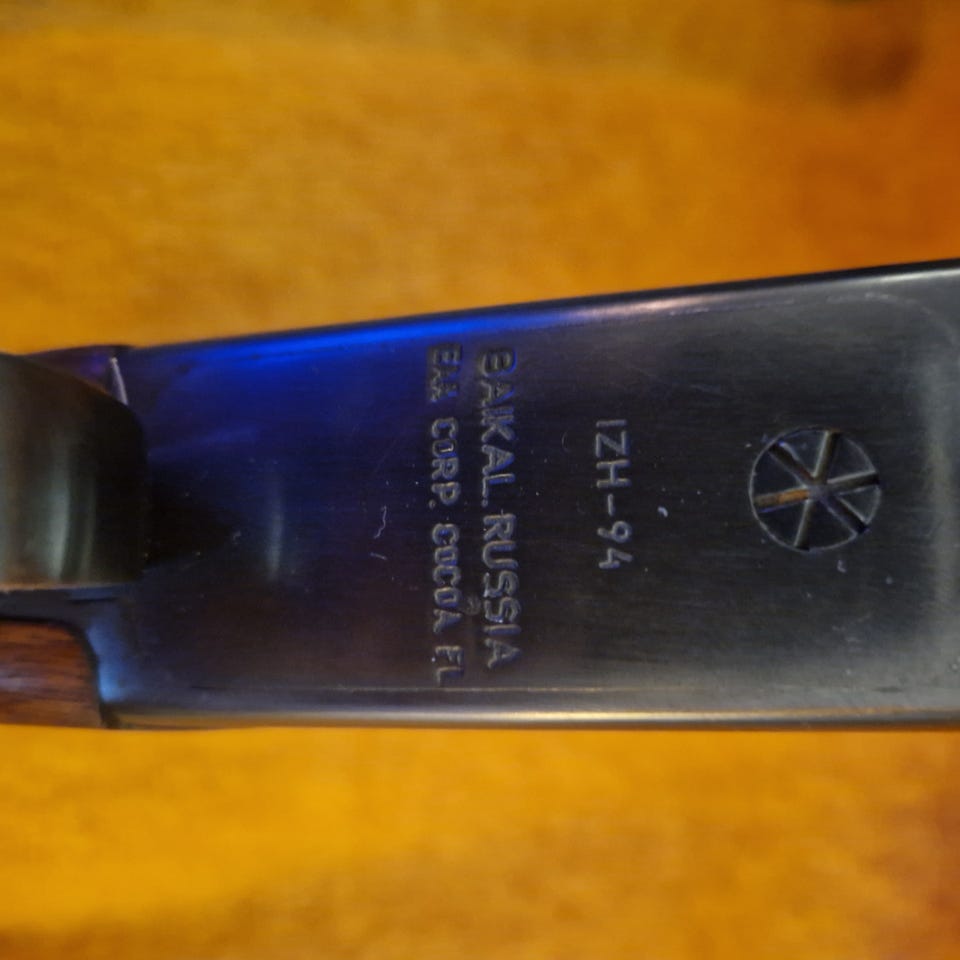 IZH-94
BAIKAL. RUSSIA
EAA CORP. COCOA FL